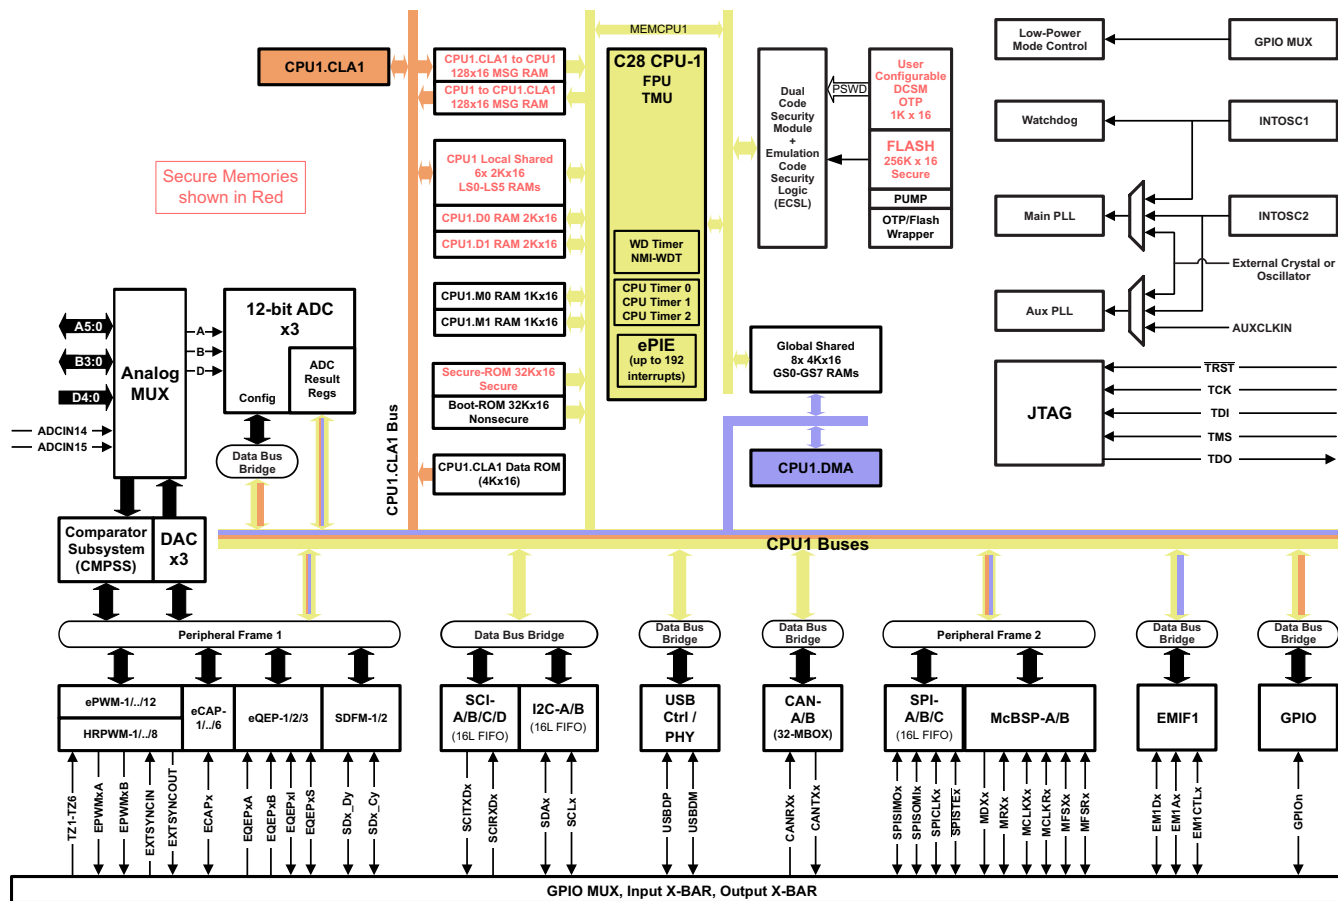 MEMCPU1
CPU1.CLA1
CPU1.CLA1 to CPU1
128x16 MSG RAM
CPU1 to CPU1.CLA1
128x16 MSG RAM
C28 CPU-1
FPU
TMU
Dual
Code
Security
Module
+
Emulation
Code
Security
Logic
(ECSL)
PSWD
User
Configurable
DCSM
OTP
1K x 16
FLASH
256K x 16
Secure
PUMP
OTP/Flash
Wrapper
Low-Power
Mode Control
GPIO MUX
Watchdog
INTOSC1
Main PLL
INTOSC2
External Crystal or
Oscillator
Aux PLL
AUXCLKIN
Secure Memories
shown in Red
CPU1 Local Shared
6x 2Kx16
LS0-LS5 RAMs
CPU1.D0 RAM 2Kx16
CPU1.D1 RAM 2Kx16
WD Timer
NMI-WDT
CPU1.M0 RAM 1Kx16
CPU1.M1 RAM 1Kx16
CPU Timer 0
CPU Timer 1
CPU Timer 2
ePIE
(up to 192
interrupts)
Global Shared
8x 4Kx16
GS0-GS7 RAMs
Secure-ROM 32Kx16
Secure
Boot-ROM 32Kx16
Nonsecure
CPU1.CLA1 Data ROM
(4Kx16)
CPU1.CLA1 Bus
CPU1.DMA
JTAG
TRST
TCK
TDI
TMS
TDO
A5:0
B3:0
D4:0
ADCIN14
ADCIN15
Analog
MUX
A
B
D
12-bit ADC
x3
ADC
Result
Regs
Config
Data Bus
Bridge
Comparator
Subsystem
(CMPSS)
DAC
x3
CPU1 Buses
Peripheral Frame 1
Data Bus Bridge
Data Bus
Bridge
Data Bus
Bridge
Peripheral Frame 2
Data Bus
Bridge
Data Bus
Bridge
ePWM-1/../12
HRPWM-1/../8
eCAP-
1/../6
eQEP-1/2/3
SDFM-1/2
SCI-
A/B/C/D
(16L FIFO)
I2C-A/B
(16L FIFO)
USB
Ctrl /
PHY
CAN-
A/B
(32-MBOX)
SPI-
A/B/C
(16L FIFO)
McBSP-A/B
EMIF1
GPIO
TZ1-TZ6
EPWMxA
EPWMxB
EXTSYNCIN
EXTSYNCOUT
ECAPx
EQEPxA
EQEPxB
EQEPxI
EQEPxS
SDx_Dy
SDx_Cy
SCITXDx
SCIRXDx
SDAx
SCLx
USBDP
USBDM
CANRXx
CANTXx
SPISIMOx
SPISOMIx
SPICLKx
SPISTEx
MDXx
MRXx
MCLKXx
MCLKRx
MFSXx
MFSRx
EM1Dx
EM1Ax
EM1CTLx
GPIOn
GPIO MUX, Input X-BAR, Output X-BAR